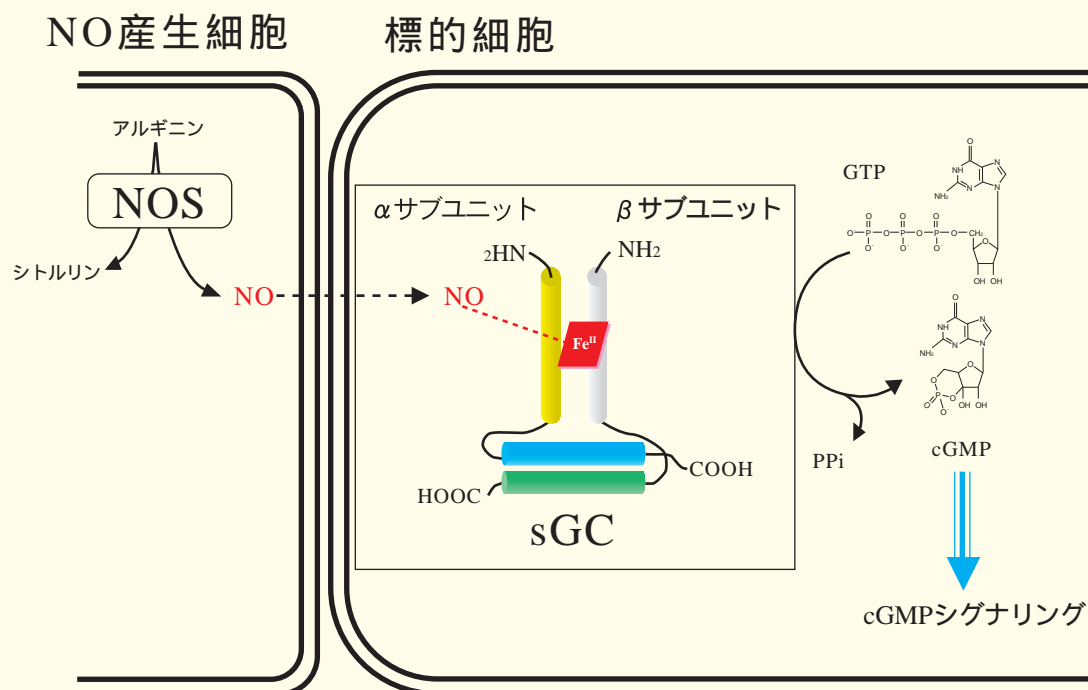 NO産生細胞
標的細胞
アルギニン
NOS
シトルリン
NO
NO
αサブユニット
βサブユニット
2HN
NH2
Fe^II
COOH
HOOC
sGC
GTP
O
N
NH
N
N
NH2
O
O
O
O
P
O
P
O
P
O
CH2
O
O-
O-
O-
OH OH
O
N
NH
N
N
NH2
O
O
P
O
O
O-
OH OH
cGMP
PPi
cGMPシグナリング